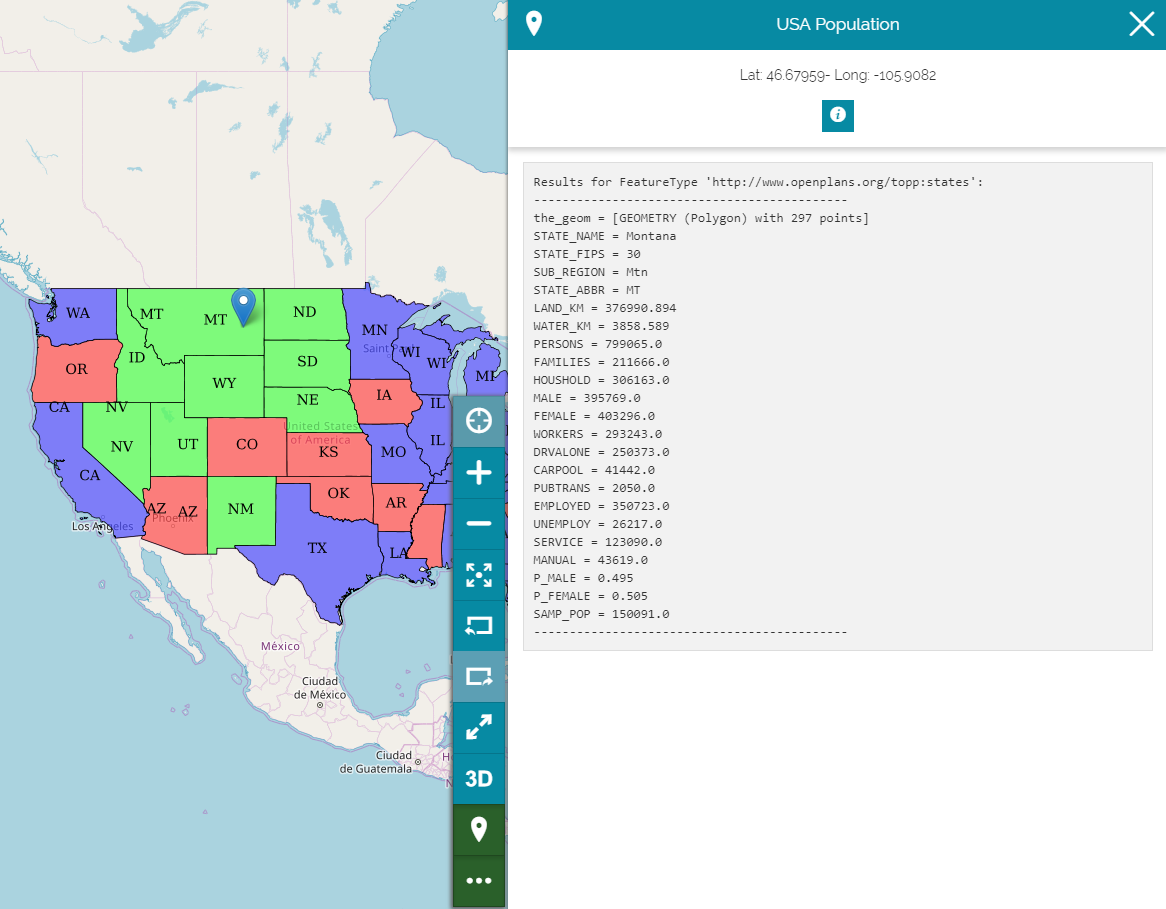 USA Population
Lat: 46.67959- Long: -105.9082
Results for FeatureType 'http://www.openplans.org/topp:states':
--------------------------------------------
the_geom = [GEOMETRY (Polygon) with 297 points]
STATE_NAME = Montana
STATE_FIPS = 30
SUB_REGION = Mtn
STATE_ABBR = MT
LAND_KM = 376990.894
WATER_KM = 3858.589
PERSONS = 799065.0
FAMILIES = 211666.0
HOUSHOLD = 306163.0
MALE = 395769.0
FEMALE = 403296.0
WORKERS = 293243.0
DRVALONE = 250373.0
CARPOOL = 41442.0
PUBTRANS = 2050.0
EMPLOYED = 350723.0
UNEMPLOY = 26217.0
SERVICE = 123090.0
MANUAL = 43619.0
P_MALE = 0.495
P_FEMALE = 0.505
SAMP_POP = 150091.0
--------------------------------------------
WA
MT
MT
ND
MN
Saint Paul
WI
WI
OR
ID
SD
MI
WY
CA
NV
NE
IA
IL
United States
of America
NV
UT
CO
KS
MO
IL
CA
AZ
AZ
Phoenix
NM
OK
AR
Los Angeles
TX
LA
México
Ciudad
de México
Ciudad
de Guatemala
H
N
3D